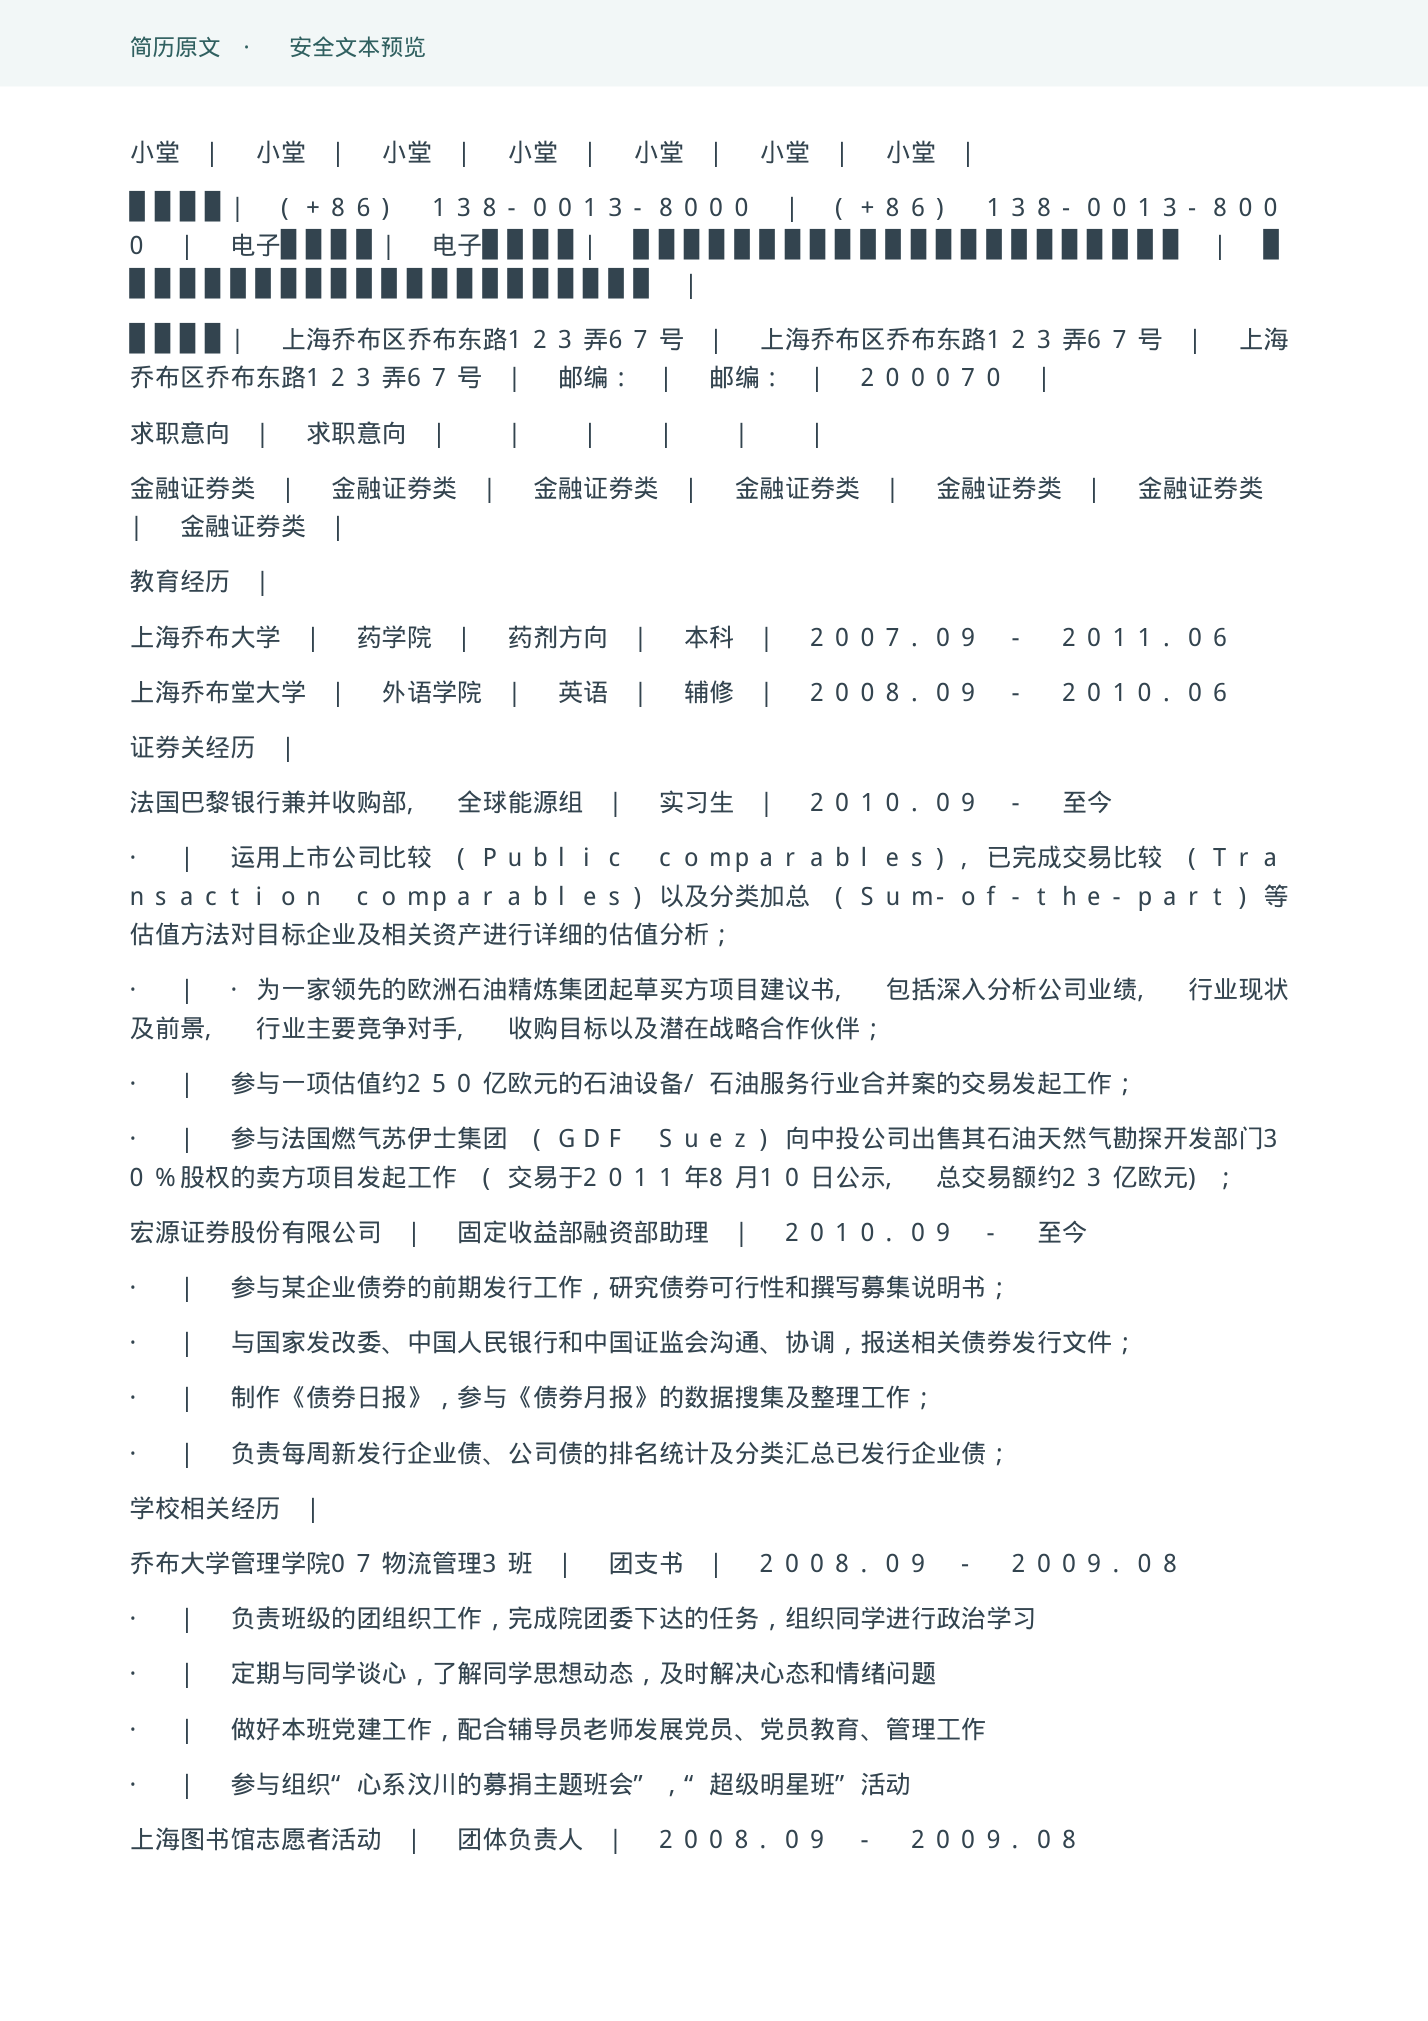 简历原文 · 安全文本预览
小堂 | 小堂 | 小堂 | 小堂 | 小堂 | 小堂 | 小堂 |
████| (+86) 138-0013-8000 | (+86) 138-0013-800
0 | 电子████| 电子████| ██████████████████████ | █
█████████████████████ |
████| 上海乔布区乔布东路123弄67号 | 上海乔布区乔布东路123弄67号 | 上海
乔布区乔布东路123弄67号 | 邮编: | 邮编: | 200070 |
求职意向 | 求职意向 | | | | | |
金融证券类 | 金融证券类 | 金融证券类 | 金融证券类 | 金融证券类 | 金融证券类
| 金融证券类 |
教育经历 |
上海乔布大学 | 药学院 | 药剂方向 | 本科 | 2007.09 - 2011.06
上海乔布堂大学 | 外语学院 | 英语 | 辅修 | 2008.09 - 2010.06
证券关经历 |
法国巴黎银行兼并收购部, 全球能源组 | 实习生 | 2010.09 - 至今
· | 运用上市公司比较 (Public comparables),已完成交易比较 (Tra
nsaction comparables)以及分类加总 (Sum-of-the-part)等
估值方法对目标企业及相关资产进行详细的估值分析;
· | ·为一家领先的欧洲石油精炼集团起草买方项目建议书, 包括深入分析公司业绩, 行业现状
及前景, 行业主要竞争对手, 收购目标以及潜在战略合作伙伴;
· | 参与一项估值约250亿欧元的石油设备/石油服务行业合并案的交易发起工作;
· | 参与法国燃气苏伊士集团 (GDF Suez)向中投公司出售其石油天然气勘探开发部门3
0%股权的卖方项目发起工作 (交易于2011年8月10日公示, 总交易额约23亿欧元) ;
宏源证券股份有限公司 | 固定收益部融资部助理 | 2010.09 - 至今
· | 参与某企业债券的前期发行工作,研究债券可行性和撰写募集说明书;
· | 与国家发改委、中国人民银行和中国证监会沟通、协调,报送相关债券发行文件;
· | 制作《债券日报》,参与《债券月报》的数据搜集及整理工作;
· | 负责每周新发行企业债、公司债的排名统计及分类汇总已发行企业债;
学校相关经历 |
乔布大学管理学院07物流管理3班 | 团支书 | 2008.09 - 2009.08
· | 负责班级的团组织工作,完成院团委下达的任务,组织同学进行政治学习
· | 定期与同学谈心,了解同学思想动态,及时解决心态和情绪问题
· | 做好本班党建工作,配合辅导员老师发展党员、党员教育、管理工作
· | 参与组织“心系汶川的募捐主题班会” ,“超级明星班”活动
上海图书馆志愿者活动 | 团体负责人 | 2008.09 - 2009.08